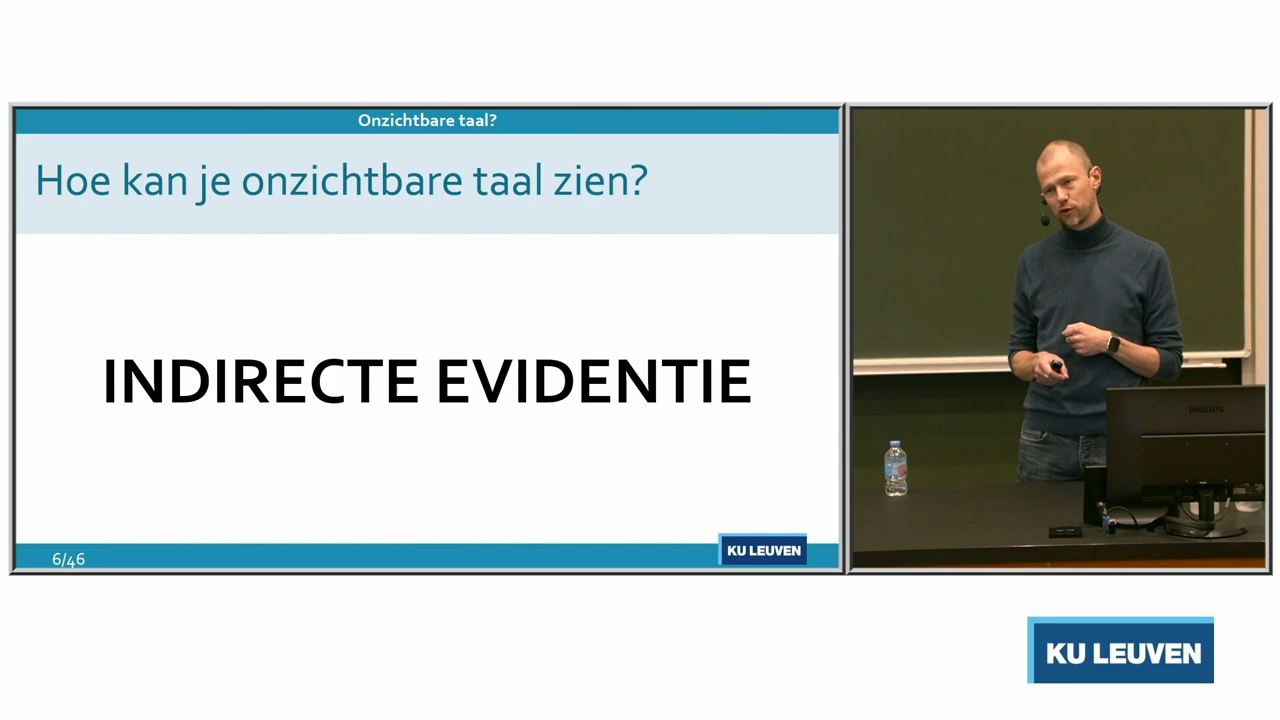 Onzichtbare taal?
Hoe kan je onzichtbare taal zien?
INDIRECTE EVIDENTIE
6/46
KU LEUVEN
PHILIPS
KU LEUVEN